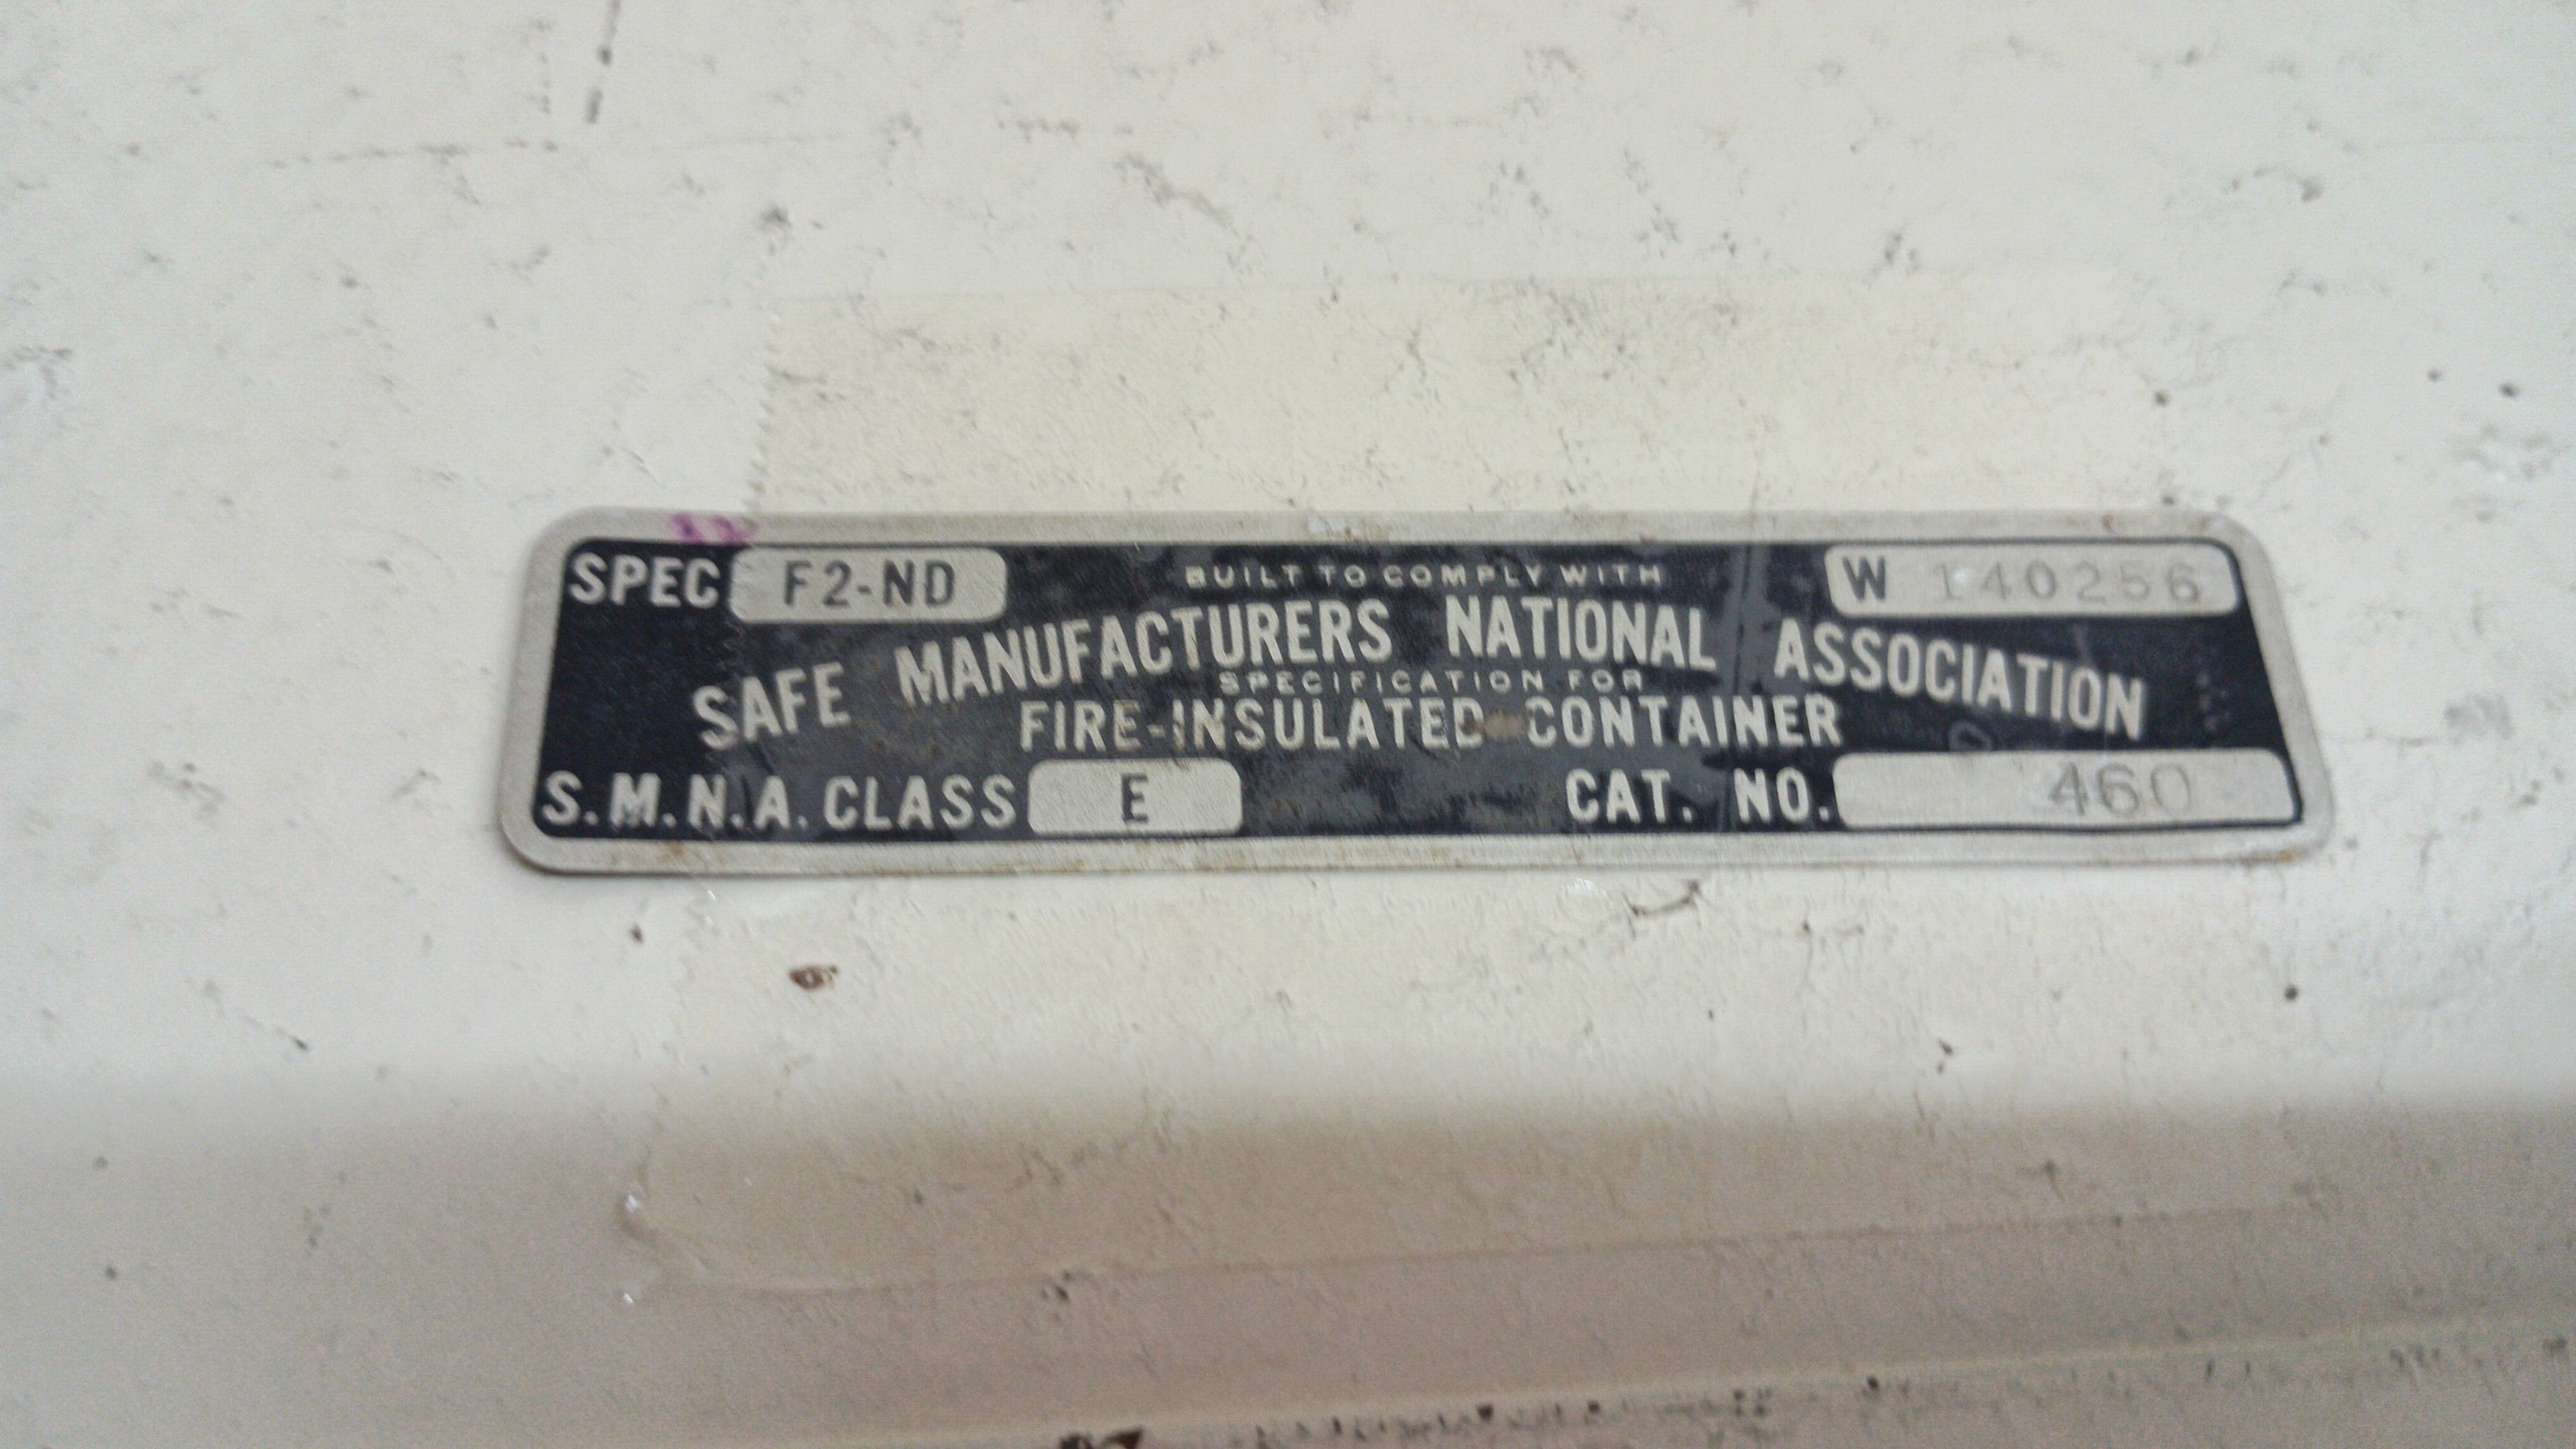 SPEC F2-ND BUILT TO COMPLY WITH W 140256
SAFE MANUFACTURERS NATIONAL ASSOCIATION
SPECIFICATION FOR
FIRE-INSULATED CONTAINER
S.M.N.A. CLASS E CAT. NO. 460